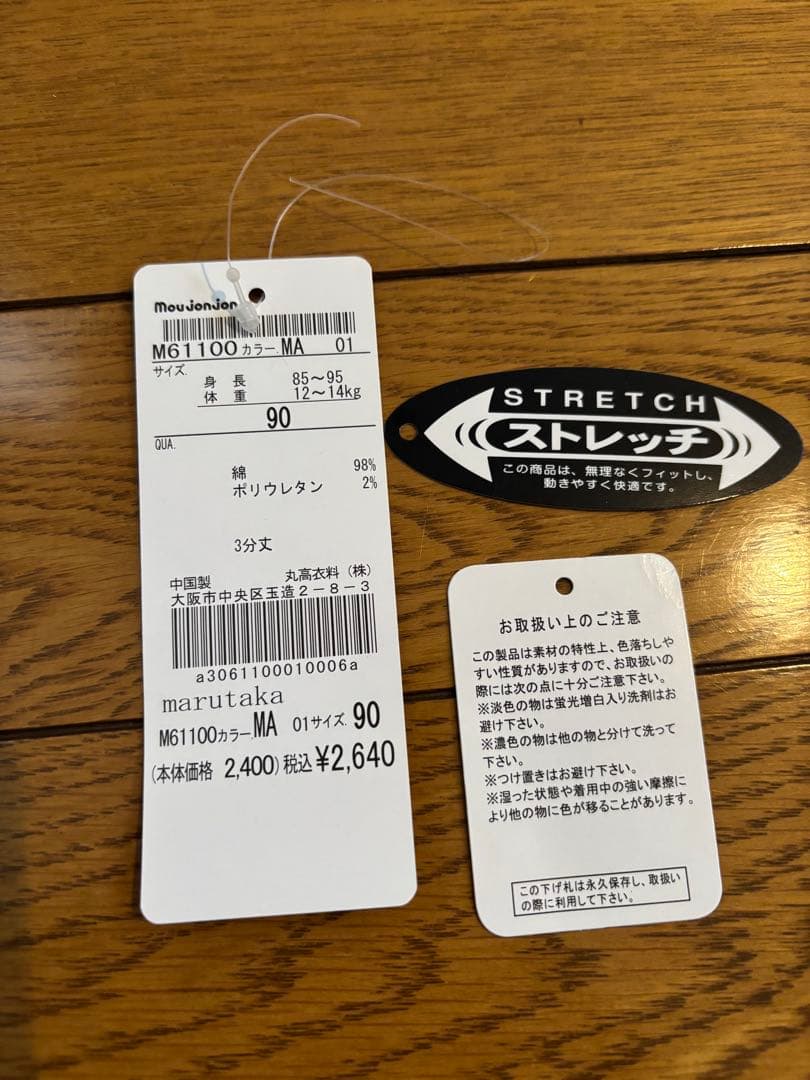 moujonjon
M61100カラー.MA 01
サイズ.
身長 85～95
体重 12～14kg
90
QUA.
綿 98%
ポリウレタン 2%
3分丈
中国製 丸高衣料（株）
大阪市中央区玉造２－８－３
a3061100010006a
marutaka
M61100カラー.MA 01サイズ.90
(本体価格 2,400)税込¥2,640
STRETCH
ストレッチ
この商品は、無理なくフィットし、
動きやすく快適です。
お取扱い上のご注意
この製品は素材の特性上、色落ちしや
すい性質がありますので、お取扱いの
際には次の点に十分ご注意下さい。
※淡色の物は蛍光増白入り洗剤はお
避け下さい。
※濃色の物は他の物と分けて洗って
下さい。
※つけ置きはお避け下さい。
※湿った状態や着用中の強い摩擦に
より他の物に色が移ることがあります。
この下げ札は永久保存し、取扱い
の際に利用して下さい。